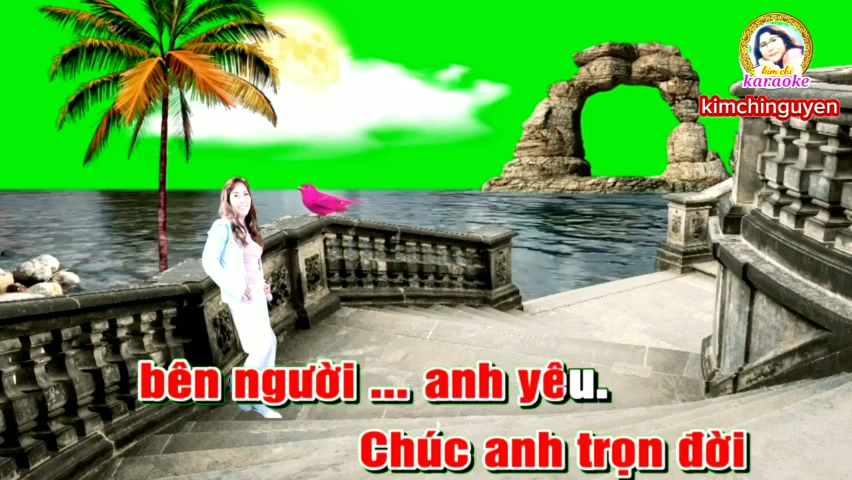 kim chi
karaoke
kimchinguyen
bên người ... anh yêu.
Chúc anh trọn đời